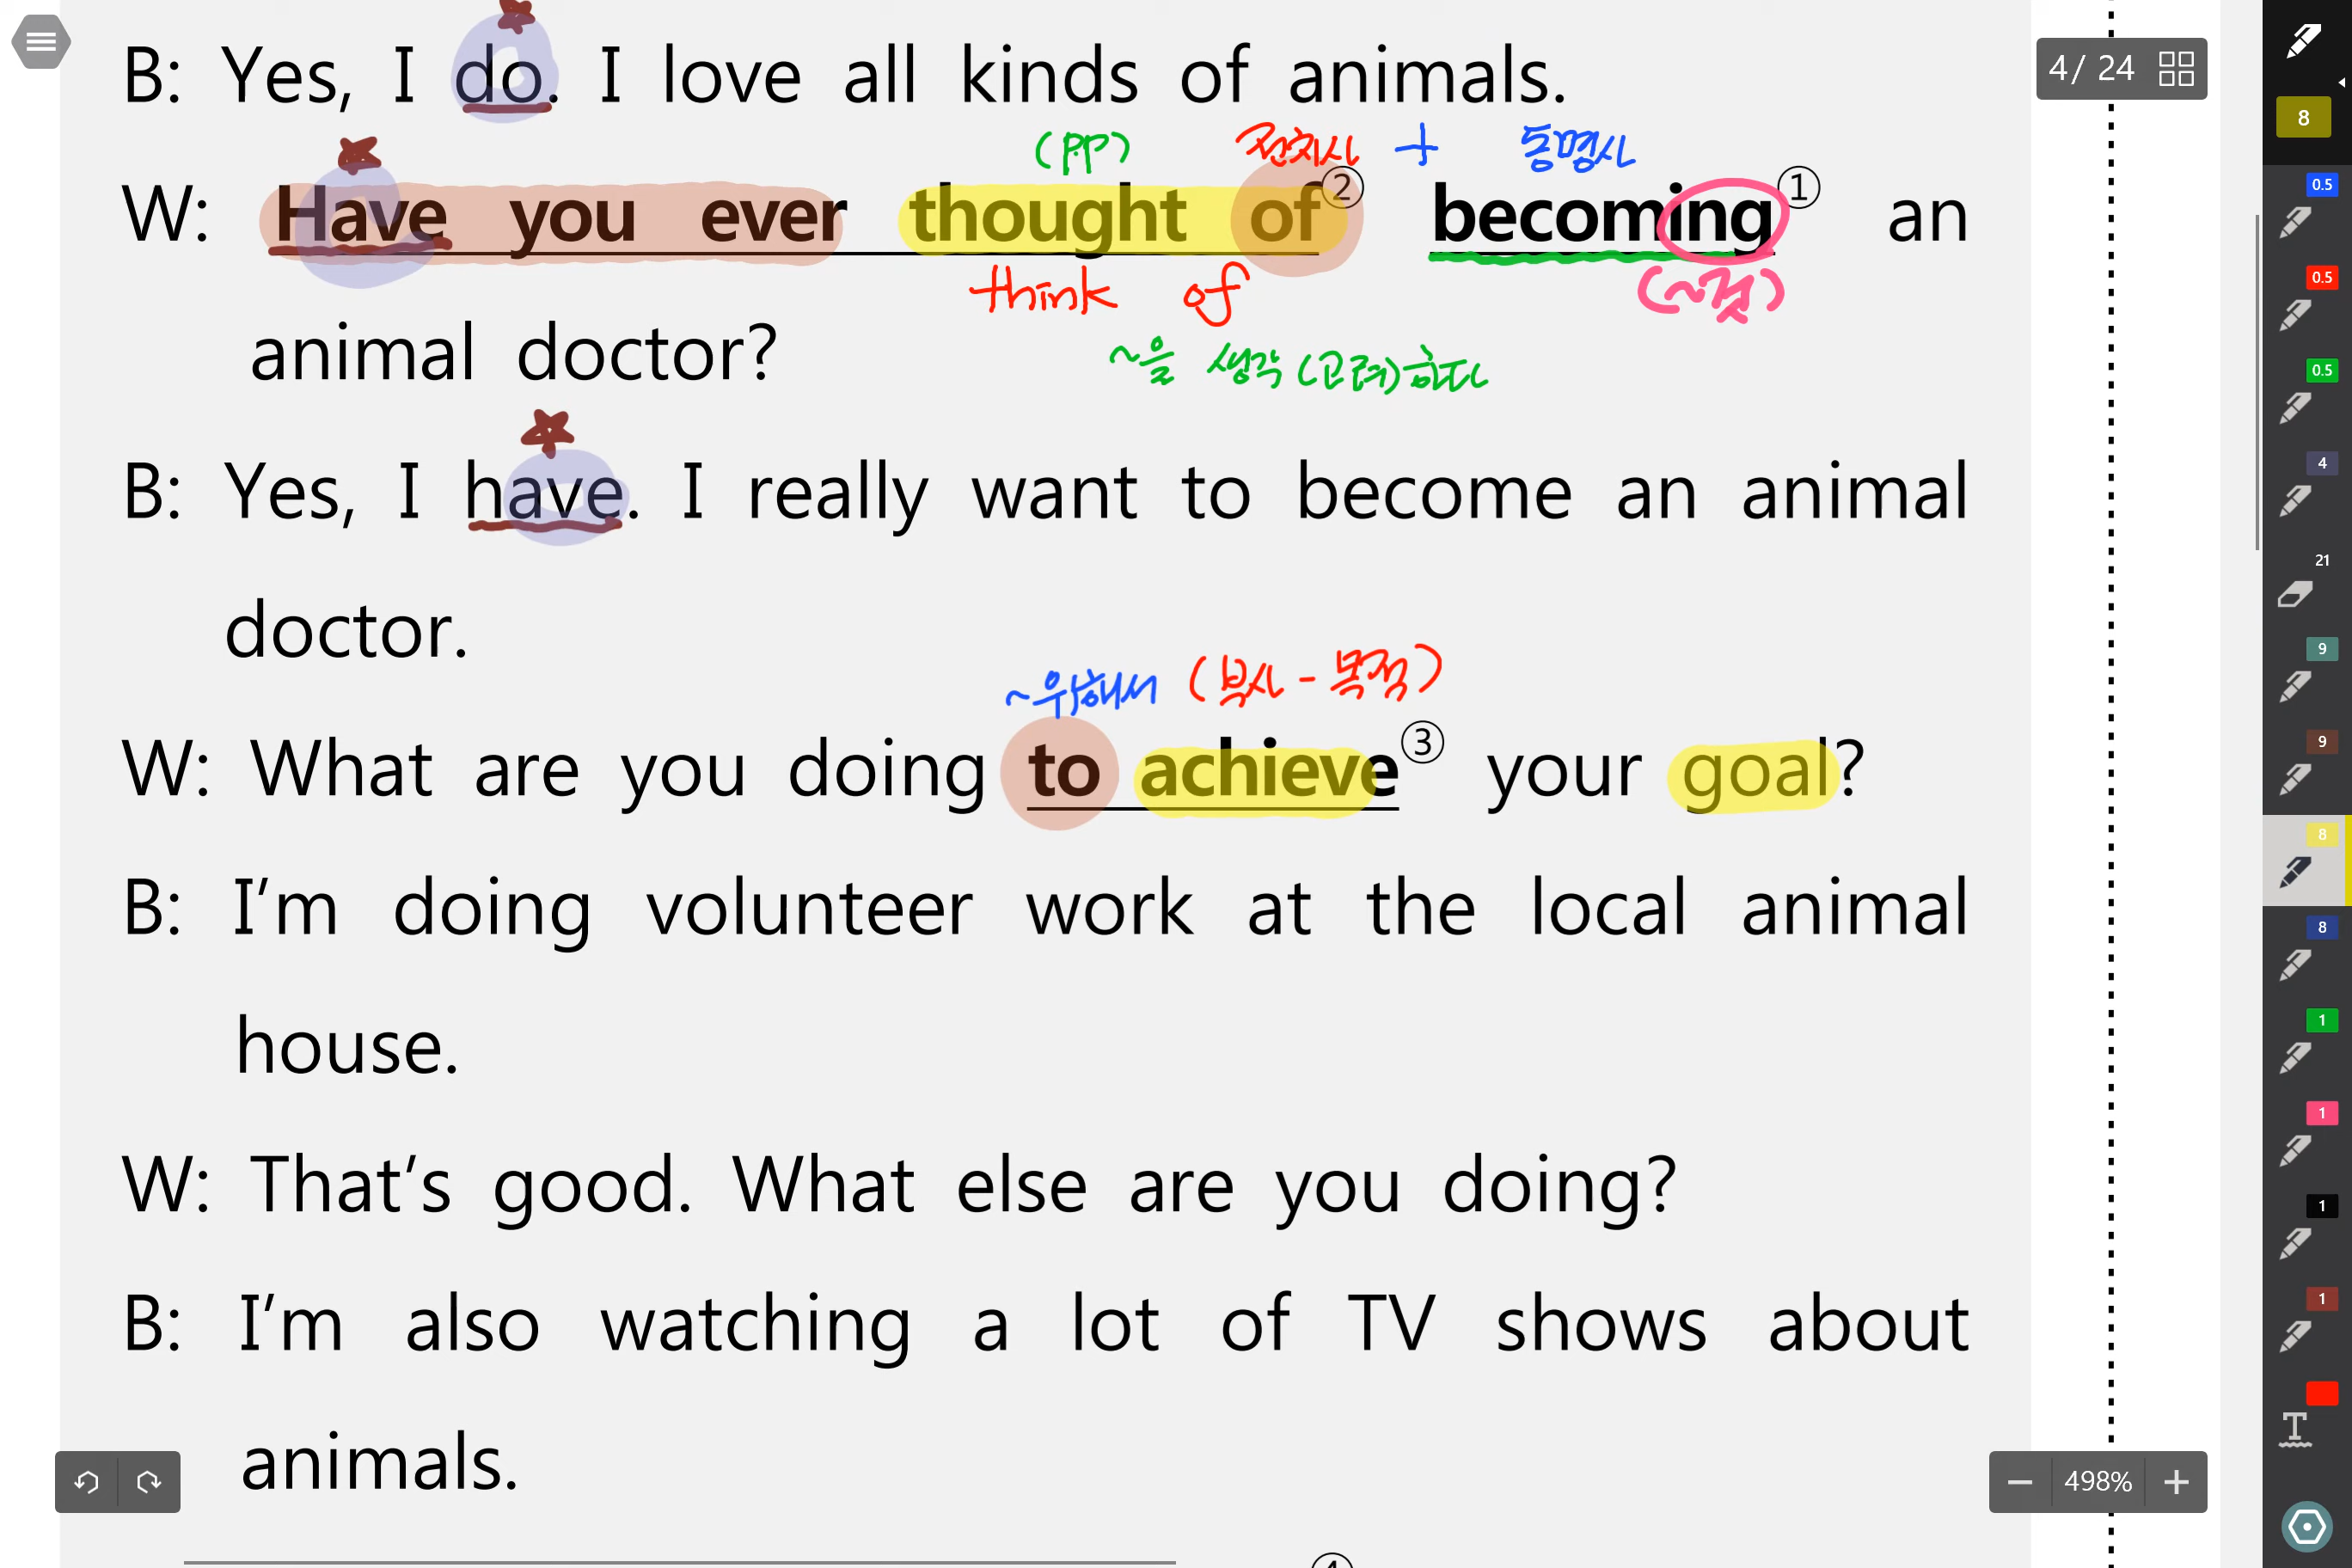 B: Yes, I do. I love all kinds of animals.
4/ 24
8
(PP) 전치사 + 동명사
W: Have you ever thought of② becoming① an
think of (~것)
animal doctor?
~을 생각(고려)하다
B: Yes, I have. I really want to become an animal
doctor.
~위해서 (부사-목적)
W: What are you doing to achieve③ your goal?
B: I'm doing volunteer work at the local animal
house.
W: That's good. What else are you doing?
B: I'm also watching a lot of TV shows about
animals.
④
498%
0.5
0.5
0.5
4
21
9
9
8
8
1
1
1
1
T